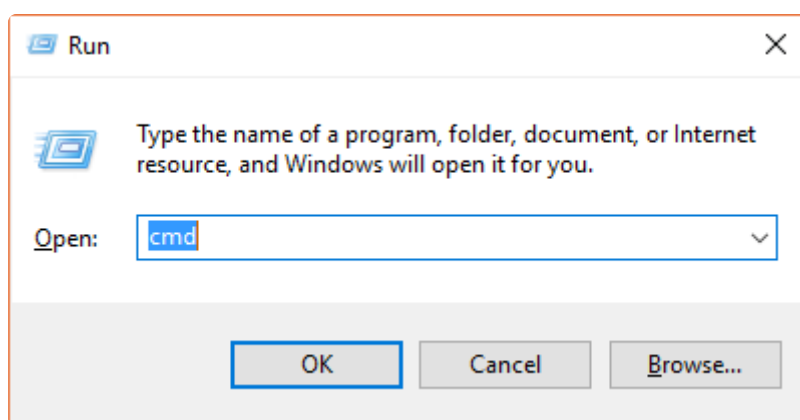 Run
Type the name of a program, folder, document, or Internet
resource, and Windows will open it for you.
Open: cmd
OK Cancel Browse...